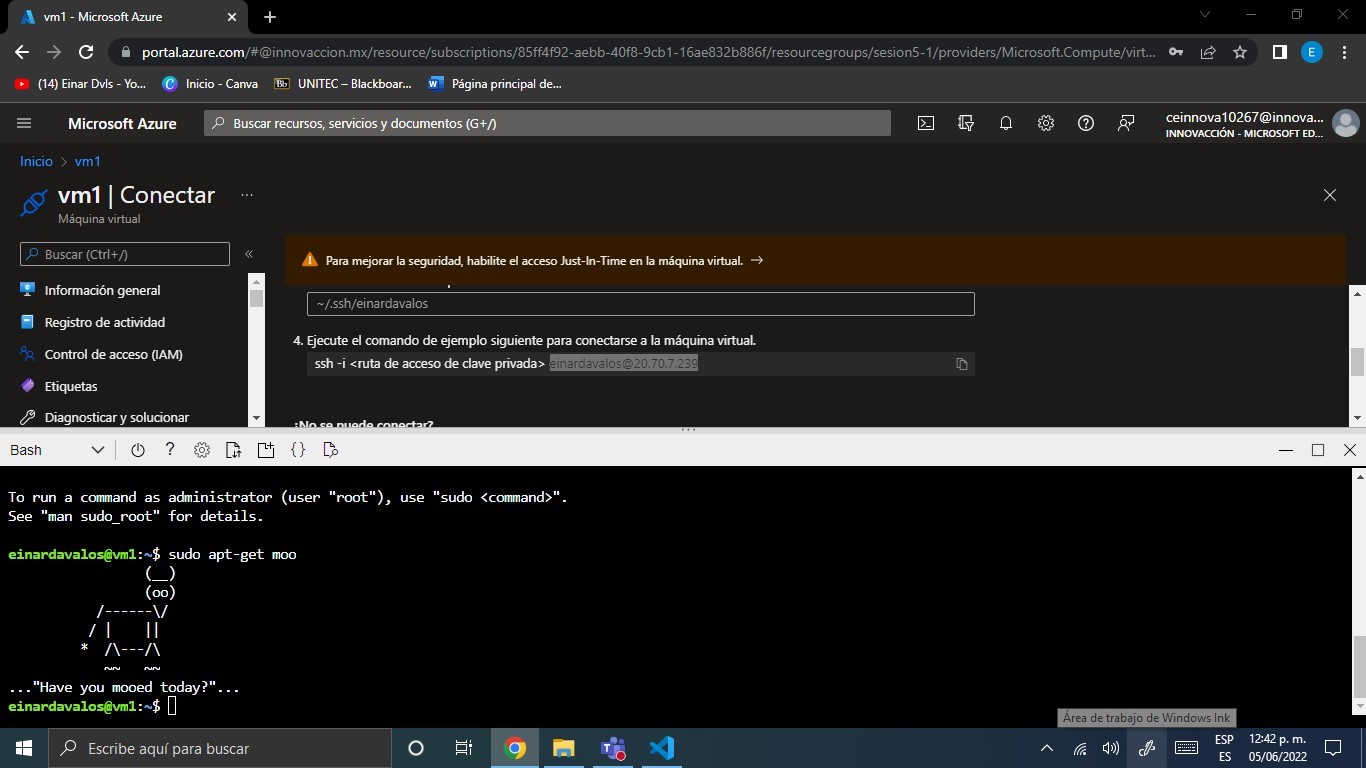 vm1 - Microsoft Azure
portal.azure.com/#@innovaccion.mx/resource/subscriptions/85ff4f92-aebb-40f8-9cb1-16ae832b886f/resourcegroups/sesion5-1/providers/Microsoft.Compute/virt...
E
(14) Einar Dvls - Yo...
Inicio - Canva
Bb
UNITEC – Blackboar...
Página principal de...
Microsoft Azure
Buscar recursos, servicios y documentos (G+/)
ceinnova10267@innova...
INNOVACCIÓN - MICROSOFT ED...
Inicio > vm1
vm1 | Conectar ...
Máquina virtual
Buscar (Ctrl+/)
«
Información general
Registro de actividad
Control de acceso (IAM)
Etiquetas
Diagnosticar y solucionar
Para mejorar la seguridad, habilite el acceso Just-In-Time en la máquina virtual. →
~/.ssh/einardavalos
4. Ejecute el comando de ejemplo siguiente para conectarse a la máquina virtual.
ssh -i <ruta de acceso de clave privada> einardavalos@20.70.7.239
¿No se puede conectar?
Bash
To run a command as administrator (user "root"), use "sudo <command>".
See "man sudo_root" for details.
einardavalos@vm1:~$ sudo apt-get moo
                 (__)
                 (oo)
           /------\/
          / |    ||
         *  /\---/\
            ~~   ~~
..."Have you mooed today?"...
einardavalos@vm1:~$
Área de trabajo de Windows Ink
Escribe aquí para buscar
ESP
ES
12:42 p. m.
05/06/2022